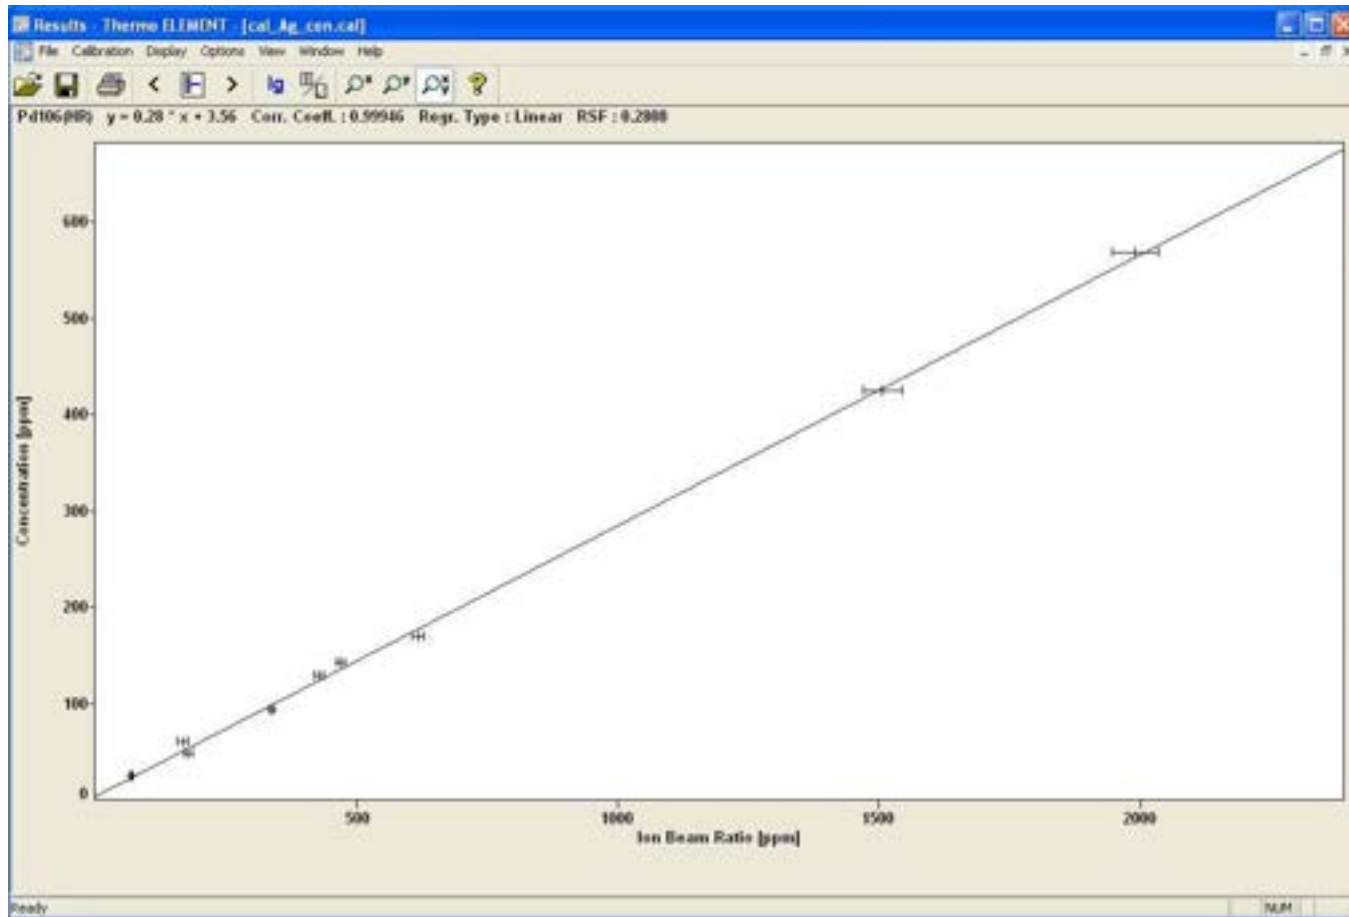 Results - Thermo ELEMENT - [cal_Ag_con.cal]
File Calibration Display Options View Window Help
lg
Pd106(HR) y = 0.28 * x + 3.56 Corr. Coeff. : 0.99946 Regr. Type : Linear RSF : 0.2808
600
500
400
300
200
100
0
Concentration [ppm]
500 1000 1500 2000
Ion Beam Ratio [ppm]
Ready NUM